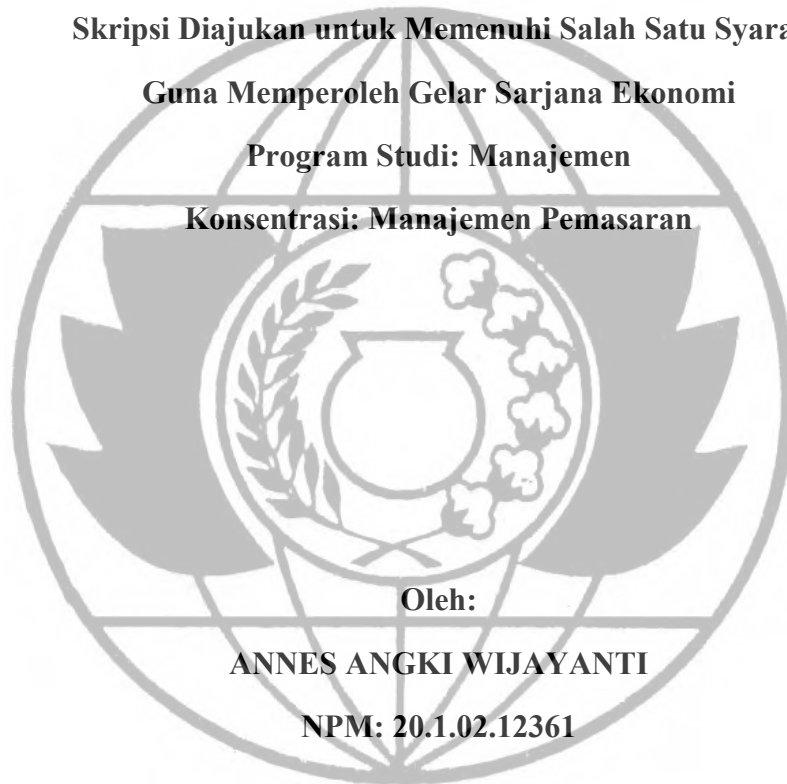 Skripsi Diajukan untuk Memenuhi Salah Satu Syara
Guna Memperoleh Gelar Sarjana Ekonomi
Program Studi: Manajemen
Konsentrasi: Manajemen Pemasaran
Oleh:
ANNES ANGKI WIJAYANTI
NPM: 20.1.02.12361